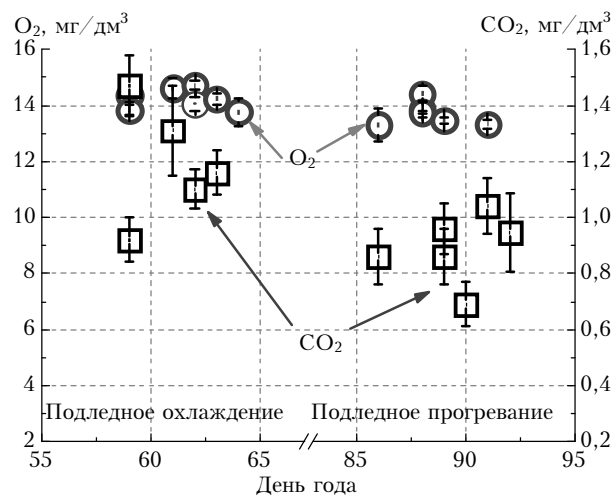 O₂, мг/дм³ CO₂, мг/дм³
16 1,6
14 1,4
O₂
12 1,2
10 1,0
8 0,8
CO₂
6 0,6
4 0,4
Подледное охлаждение Подледное прогревание
2 0,2
55 60 65 85 90 95
День года